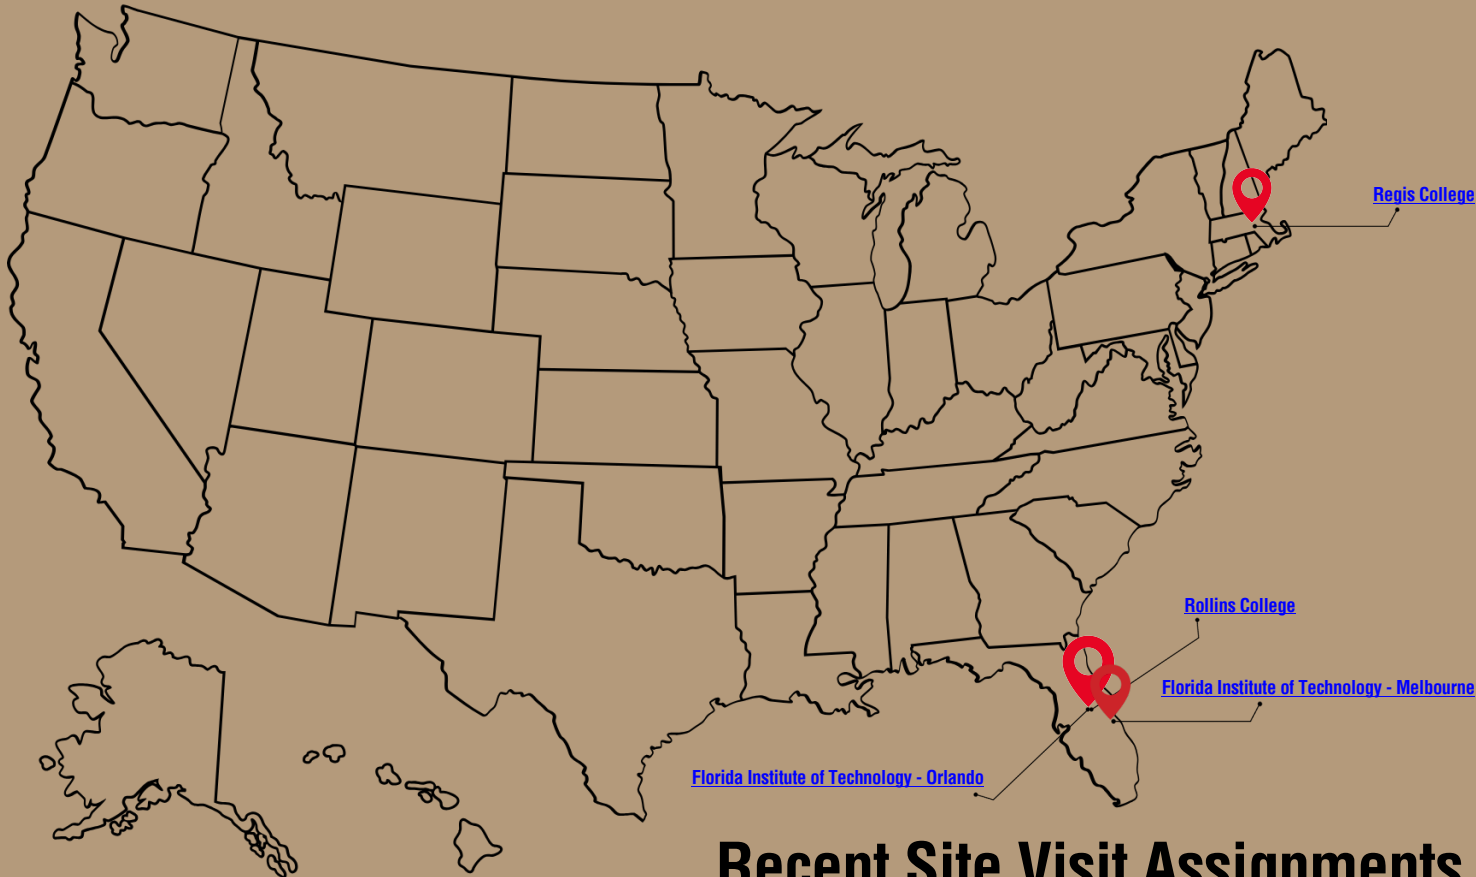 Regis College
Rollins College
Florida Institute of Technology - Melbourne
Florida Institute of Technology - Orlando
Recent Site Visit Assignments